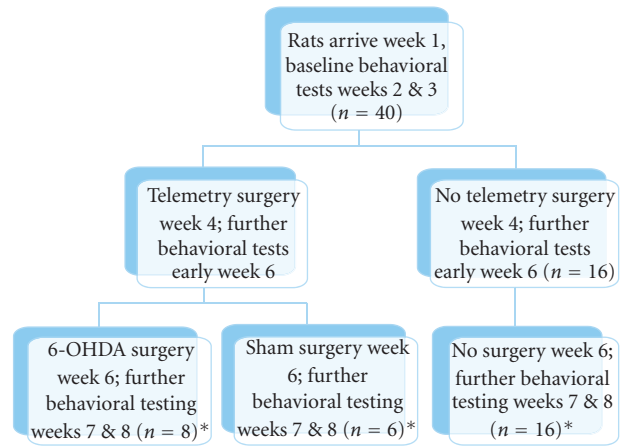 Rats arrive week 1,
baseline behavioral
tests weeks 2 & 3
(n = 40)
Telemetry surgery
week 4; further
behavioral tests
early week 6
No telemetry surgery
week 4; further
behavioral tests
early week 6 (n = 16)
6-OHDA surgery
week 6; further
behavioral testing
weeks 7 & 8 (n = 8)*
Sham surgery week
6; further
behavioral testing
weeks 7 & 8 (n = 6)*
No surgery week 6;
further behavioral
testing weeks 7 & 8
(n = 16)*